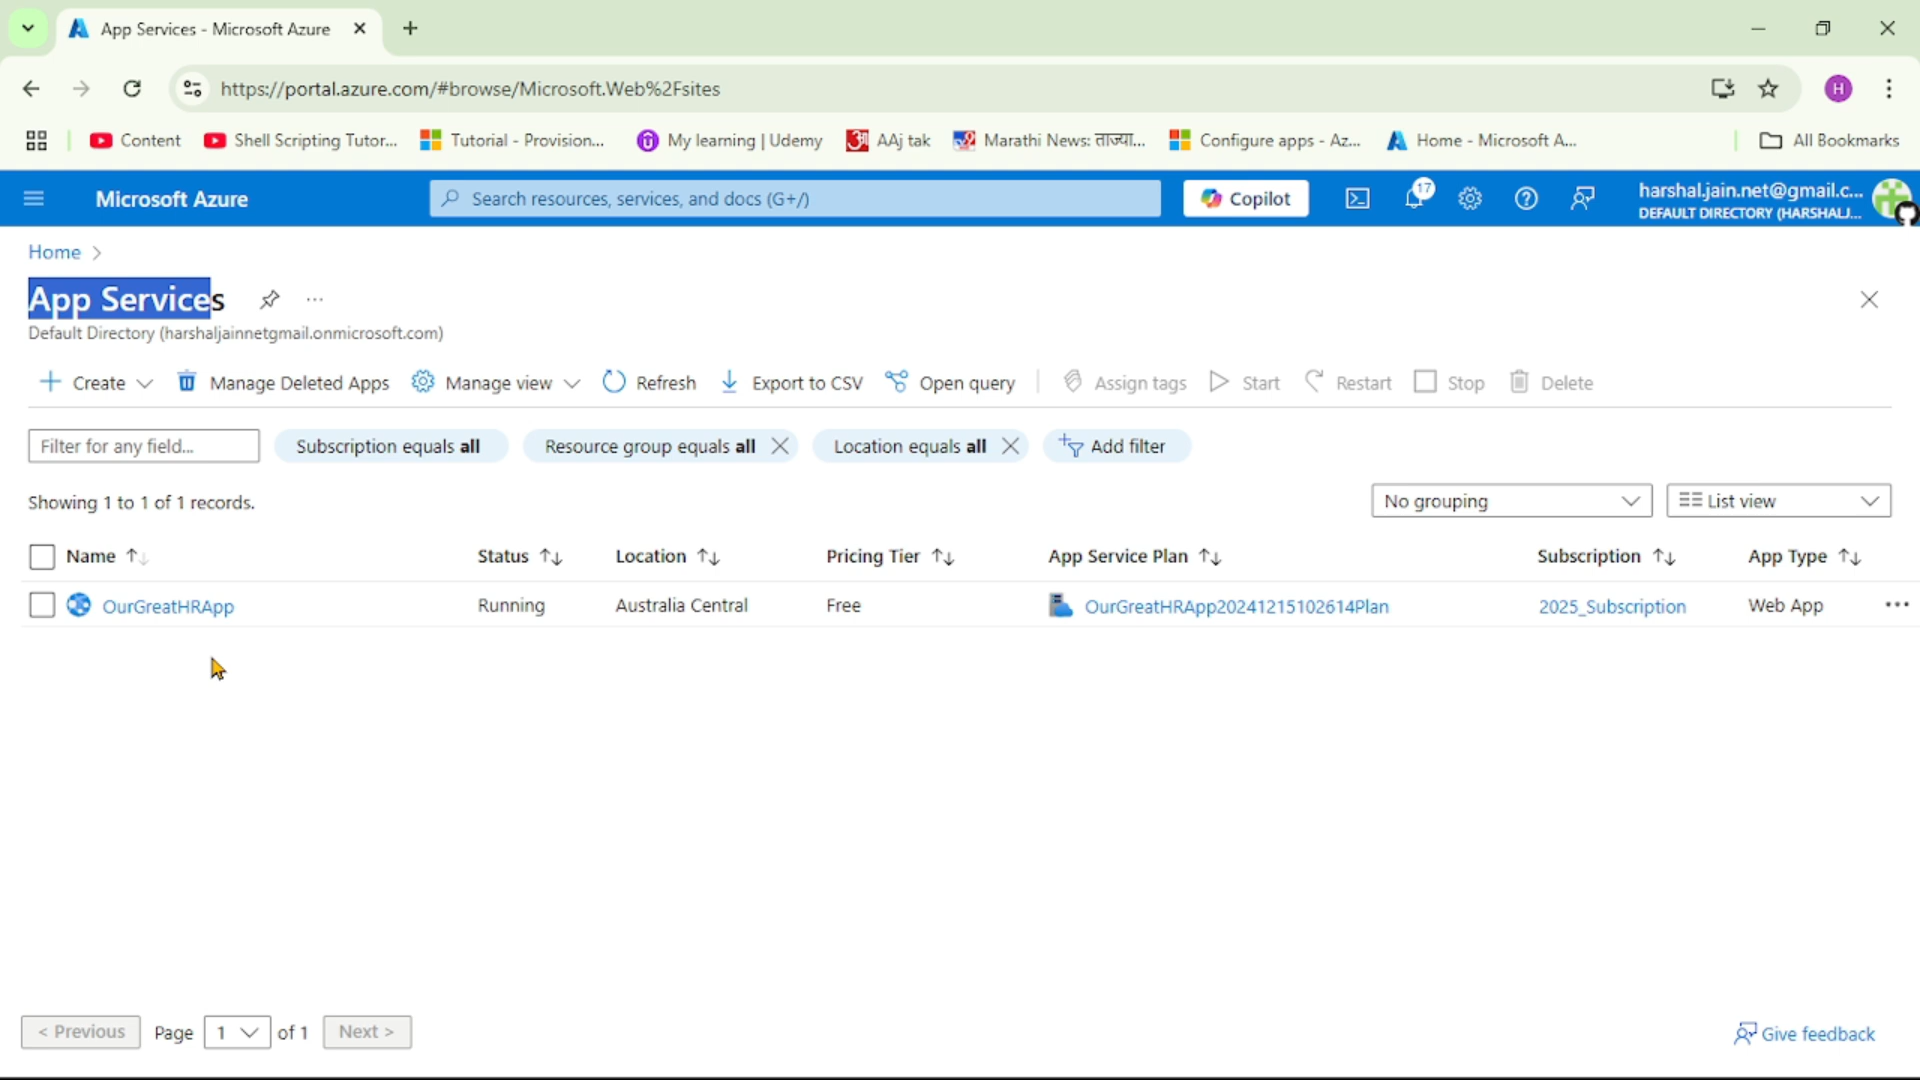 App Services - Microsoft Azure
https://portal.azure.com/#browse/Microsoft.Web%2Fsites
H
Content
Shell Scripting Tutor...
Tutorial - Provision...
My learning | Udemy
AAj tak
Marathi News: ताज्या...
Configure apps - Az...
Home - Microsoft A...
All Bookmarks
Microsoft Azure
Search resources, services, and docs (G+/)
Copilot
17
harshal.jain.net@gmail.c...
DEFAULT DIRECTORY (HARSHALJ...
Home
App Services
Default Directory (harshaljainnetgmail.onmicrosoft.com)
Create
Manage Deleted Apps
Manage view
Refresh
Export to CSV
Open query
Assign tags
Start
Restart
Stop
Delete
Filter for any field...
Subscription equals all
Resource group equals all
Location equals all
Add filter
Showing 1 to 1 of 1 records.
No grouping
List view
Name Status Location Pricing Tier App Service Plan Subscription App Type
OurGreatHRApp Running Australia Central Free OurGreatHRApp20241215102614Plan 2025_Subscription Web App
< Previous Page 1 of 1 Next >
Give feedback